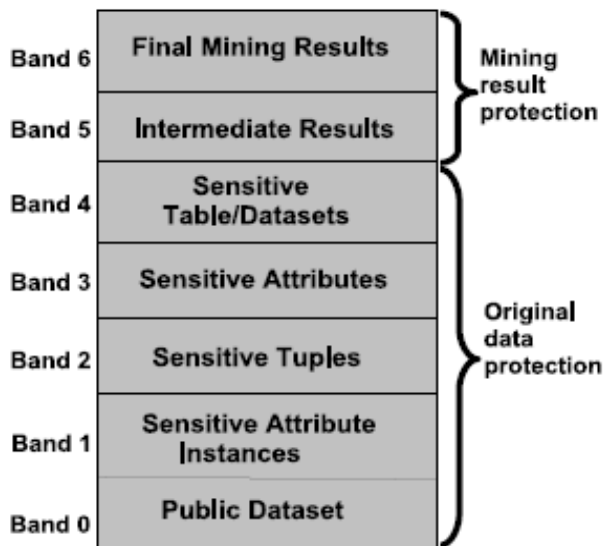 Band 6
Final Mining Results
Mining
result
protection
Band 5
Intermediate Results
Band 4
Sensitive
Table/Datasets
Band 3
Sensitive Attributes
Original
data
protection
Band 2
Sensitive Tuples
Band 1
Sensitive Attribute
Instances
Band 0
Public Dataset